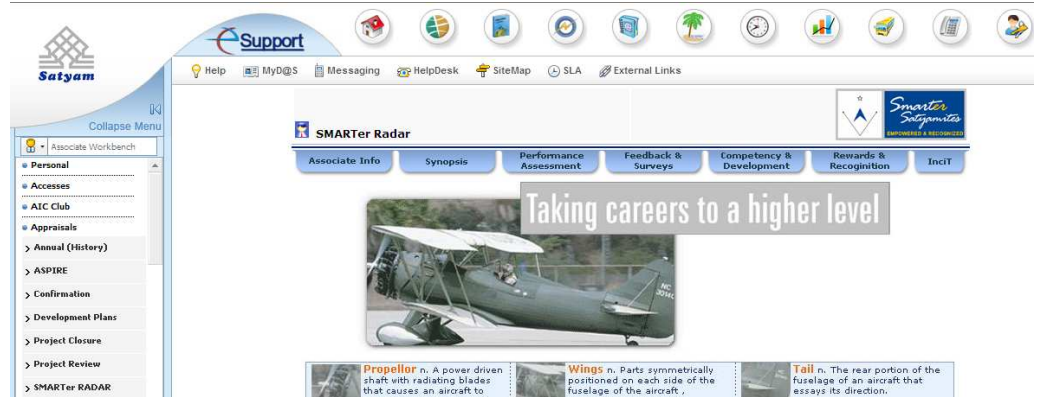 Satyam
eSupport
Help MyD@S Messaging HelpDesk SiteMap SLA External Links
Collapse Menu
Associate Workbench
Personal
Accesses
AIC Club
Appraisals
Annual (History)
ASPIRE
Confirmation
Development Plans
Project Closure
Project Review
SMARTer RADAR
SMARTer Radar
Smarter
Satyamites
EMPOWERED & RECOGNIZED
Associate Info
Synopsis
Performance
Assessment
Feedback &
Surveys
Competency &
Development
Rewards &
Recoginition
InciT
Taking careers to a higher level
NC
Propellor n. A power driven
shaft with radiating blades
that causes an aircraft to
Wings n. Parts symmetrically
positioned on each side of the
fuselage of the aircraft ,
Tail n. The rear portion of the
fuselage of an aircraft that
essays its direction.